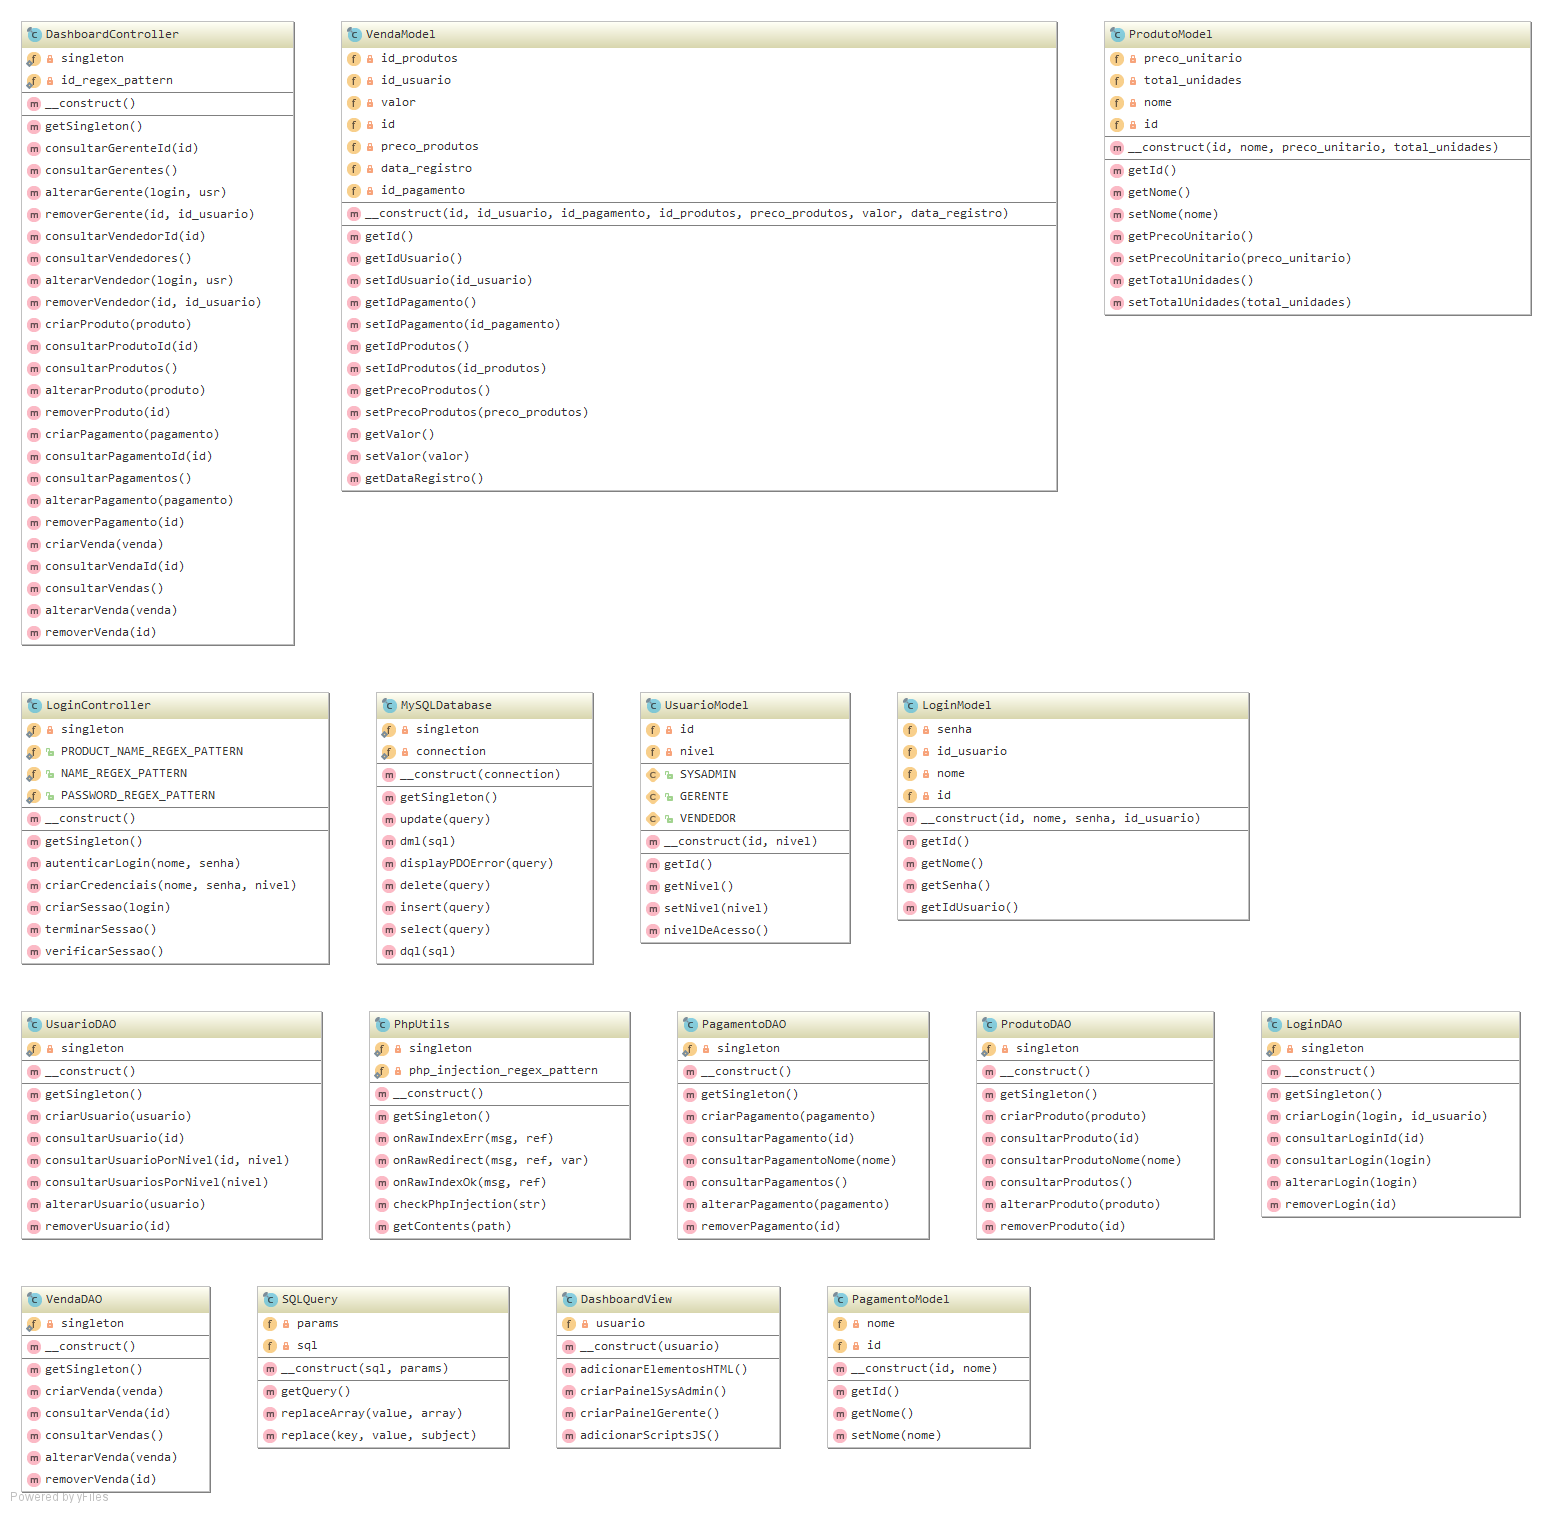 DashboardController
singleton
id_regex_pattern
__construct()
getSingleton()
consultarGerenteId(id)
consultarGerentes()
alterarGerente(login, usr)
removerGerente(id, id_usuario)
consultarVendedorId(id)
consultarVendedores()
alterarVendedor(login, usr)
removerVendedor(id, id_usuario)
criarProduto(produto)
consultarProdutoId(id)
consultarProdutos()
alterarProduto(produto)
removerProduto(id)
criarPagamento(pagamento)
consultarPagamentoId(id)
consultarPagamentos()
alterarPagamento(pagamento)
removerPagamento(id)
criarVenda(venda)
consultarVendaId(id)
consultarVendas()
alterarVenda(venda)
removerVenda(id)
VendaModel
id_produtos
id_usuario
valor
id
preco_produtos
data_registro
id_pagamento
__construct(id, id_usuario, id_pagamento, id_produtos, preco_produtos, valor, data_registro)
getId()
getIdUsuario()
setIdUsuario(id_usuario)
getIdPagamento()
setIdPagamento(id_pagamento)
getIdProdutos()
setIdProdutos(id_produtos)
getPrecoProdutos()
setPrecoProdutos(preco_produtos)
getValor()
setValor(valor)
getDataRegistro()
ProdutoModel
preco_unitario
total_unidades
nome
id
__construct(id, nome, preco_unitario, total_unidades)
getId()
getNome()
setNome(nome)
getPrecoUnitario()
setPrecoUnitario(preco_unitario)
getTotalUnidades()
setTotalUnidades(total_unidades)
LoginController
singleton
PRODUCT_NAME_REGEX_PATTERN
NAME_REGEX_PATTERN
PASSWORD_REGEX_PATTERN
__construct()
getSingleton()
autenticarLogin(nome, senha)
criarCredenciais(nome, senha, nivel)
criarSessao(login)
terminarSessao()
verificarSessao()
MySQLDatabase
singleton
connection
__construct(connection)
getSingleton()
update(query)
dml(sql)
displayPDOError(query)
delete(query)
insert(query)
select(query)
dql(sql)
UsuarioModel
id
nivel
SYSADMIN
GERENTE
VENDEDOR
__construct(id, nivel)
getId()
getNivel()
setNivel(nivel)
nivelDeAcesso()
LoginModel
senha
id_usuario
nome
id
__construct(id, nome, senha, id_usuario)
getId()
getNome()
getSenha()
getIdUsuario()
UsuarioDAO
singleton
__construct()
getSingleton()
criarUsuario(usuario)
consultarUsuario(id)
consultarUsuarioPorNivel(id, nivel)
consultarUsuariosPorNivel(nivel)
alterarUsuario(usuario)
removerUsuario(id)
PhpUtils
singleton
php_injection_regex_pattern
__construct()
getSingleton()
onRawIndexErr(msg, ref)
onRawRedirect(msg, ref, var)
onRawIndexOk(msg, ref)
checkPhpInjection(str)
getContents(path)
PagamentoDAO
singleton
__construct()
getSingleton()
criarPagamento(pagamento)
consultarPagamento(id)
consultarPagamentoNome(nome)
consultarPagamentos()
alterarPagamento(pagamento)
removerPagamento(id)
ProdutoDAO
singleton
__construct()
getSingleton()
criarProduto(produto)
consultarProduto(id)
consultarProdutoNome(nome)
consultarProdutos()
alterarProduto(produto)
removerProduto(id)
LoginDAO
singleton
__construct()
getSingleton()
criarLogin(login, id_usuario)
consultarLoginId(id)
consultarLogin(login)
alterarLogin(login)
removerLogin(id)
VendaDAO
singleton
__construct()
getSingleton()
criarVenda(venda)
consultarVenda(id)
consultarVendas()
alterarVenda(venda)
removerVenda(id)
SQLQuery
params
sql
__construct(sql, params)
getQuery()
replaceArray(value, array)
replace(key, value, subject)
DashboardView
usuario
__construct(usuario)
adicionarElementosHTML()
criarPainelSysAdmin()
criarPainelGerente()
adicionarScriptsJS()
PagamentoModel
nome
id
__construct(id, nome)
getId()
getNome()
setNome(nome)
Powered by yFiles